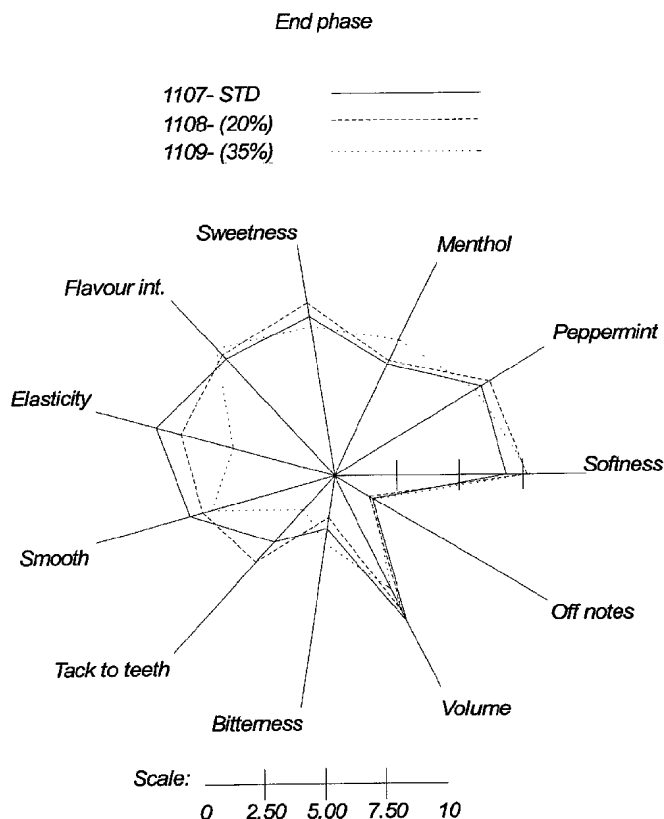 End phase
1107- STD
1108- (20%)
1109- (35%)
Sweetness
Menthol
Flavour int.
Peppermint
Elasticity
Softness
Smooth
Off notes
Tack to teeth
Volume
Bitterness
Scale:
0 2.50 5.00 7.50 10